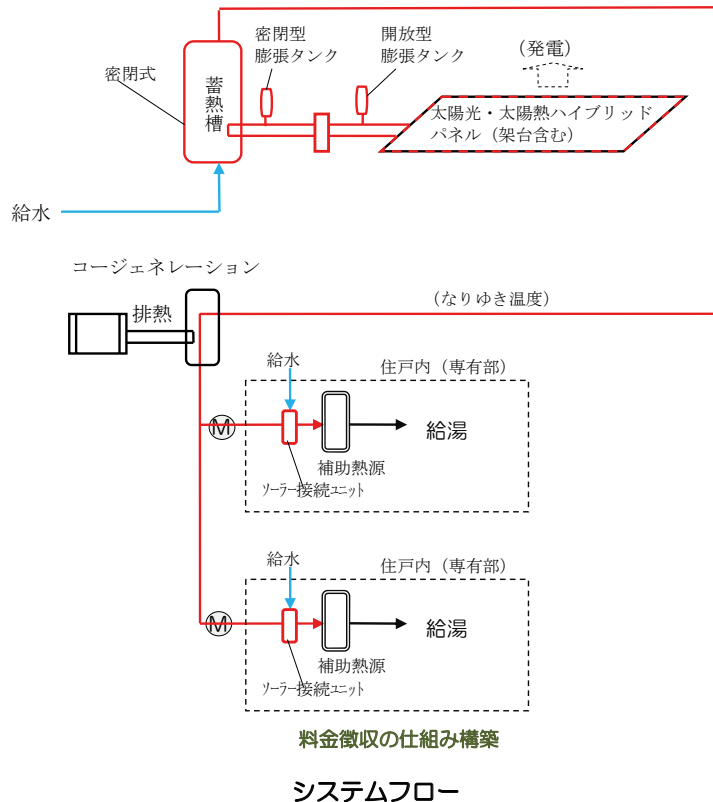 密閉型
膨張タンク
開放型
膨張タンク
（発電）
密閉式
蓄熱槽
太陽光・太陽熱ハイブリッド
パネル（架台含む）
給水
コージェネレーション
排熱
（なりゆき温度）
給水
住戸内（専有部）
M
給湯
補助熱源
ソーラー接続ユニット
給水
住戸内（専有部）
M
給湯
補助熱源
ソーラー接続ユニット
料金徴収の仕組み構築
システムフロー